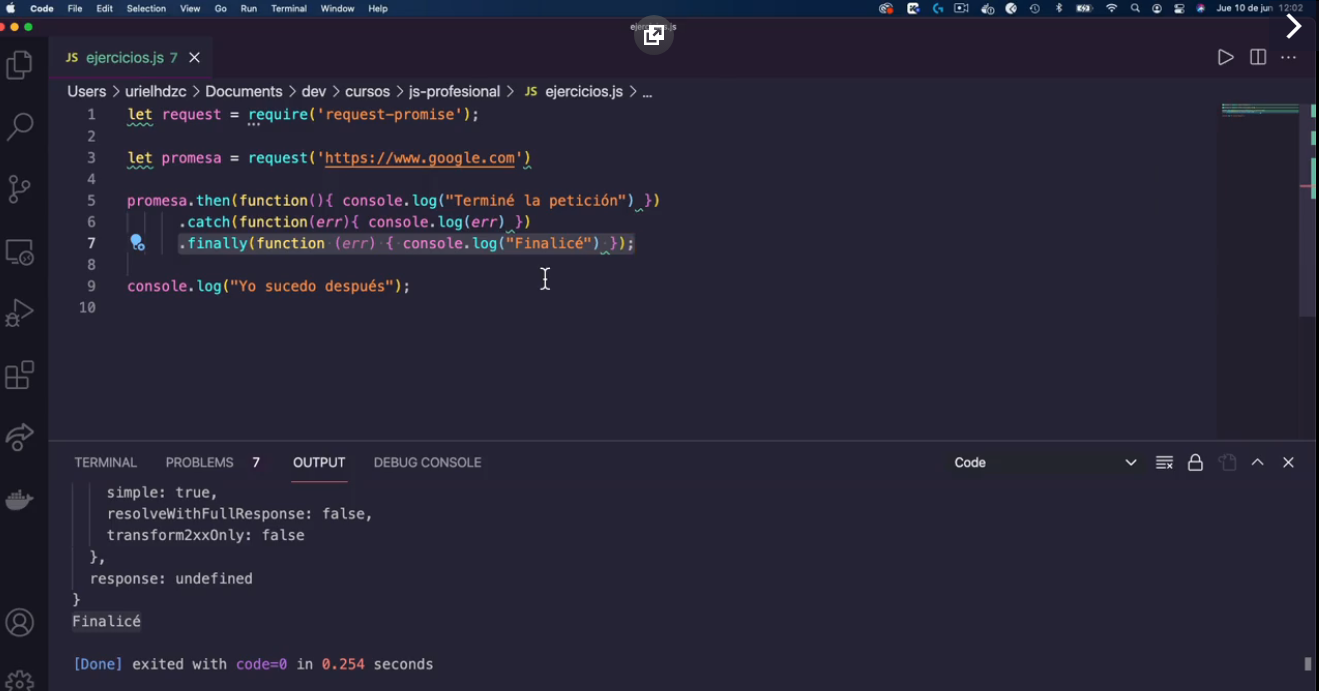 Code File Edit Selection View Go Run Terminal Window Help Jue 10 de jun 12:02
JS ejercicios.js 7
Users > urielhdzc > Documents > dev > cursos > js-profesional > JS ejercicios.js > ...
1 let request = require('request-promise');
2
3 let promesa = request('https://www.google.com')
4
5 promesa.then(function(){ console.log("Terminé la petición") })
6 .catch(function(err){ console.log(err) })
7 .finally(function (err) { console.log("Finalicé") });
8
9 console.log("Yo sucedo después");
10
TERMINAL PROBLEMS 7 OUTPUT DEBUG CONSOLE Code
simple: true,
resolveWithFullResponse: false,
transform2xxOnly: false
},
response: undefined
}
Finalicé
[Done] exited with code=0 in 0.254 seconds